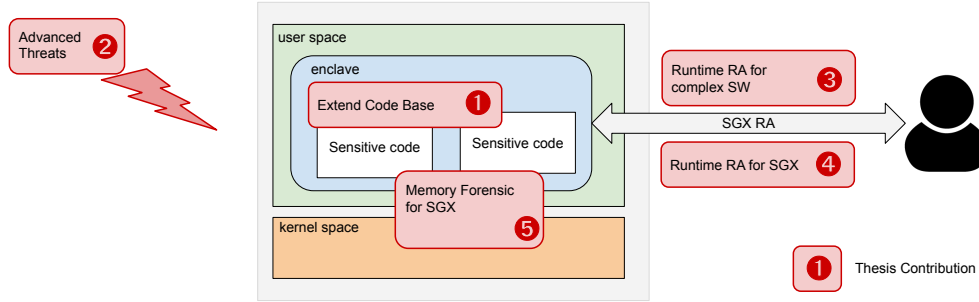 Advanced
Threats
2
user space
enclave
Extend Code Base
1
Sensitive code
Sensitive code
Memory Forensic
for SGX
5
kernel space
Runtime RA for
complex SW
3
SGX RA
Runtime RA for SGX
4
1
Thesis Contribution